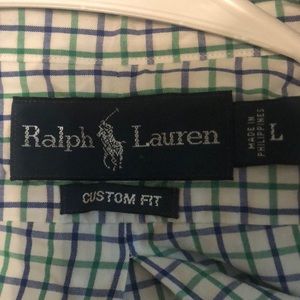 Ralph Lauren
MADE IN
PHILIPPINES
L
CUSTOM FIT